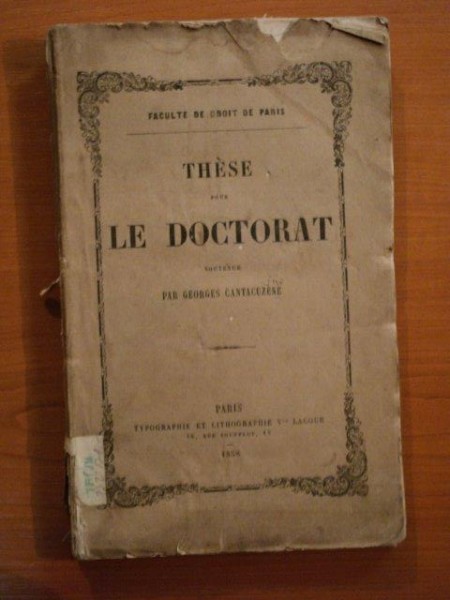 FACULTÉ DE DROIT DE PARIS
THÈSE
POUR
LE DOCTORAT
SOUTENUE
PAR GEORGES CANTACUZÈNE
PARIS
TYPOGRAPHIE ET LITHOGRAPHIE Vve LACOUR
RUE SOUFFLOT,
1858